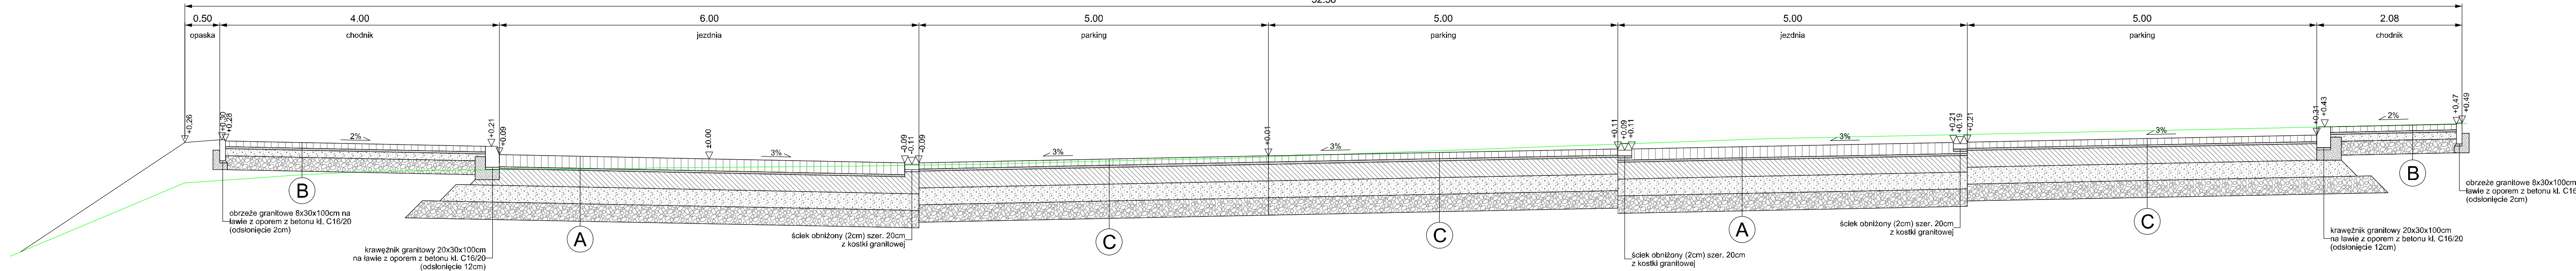 0.50 4.00 6.00 5.00 5.00 5.00 5.00 2.08
opaska chodnik jezdnia parking parking jezdnia parking chodnik
+0.26
+0.30
+0.28
2%
+0.21
+0.09
±0.00
3%
-0.09
-0.11
-0.09
3%
+0.01
3%
+0.11
+0.09
+0.11
3%
+0.21
+0.19
+0.21
3%
+0.31
+0.43
2%
+0.47
+0.49
B
obrzeże granitowe 8x30x100cm na
ławie z oporem z betonu kl. C16/20
(odsłonięcie 2cm)
krawężnik granitowy 20x30x100cm
na ławie z oporem z betonu kl. C16/20
(odsłonięcie 12cm)
A
ściek obniżony (2cm) szer. 20cm
z kostki granitowej
C
C
ściek obniżony (2cm) szer. 20cm
z kostki granitowej
A
ściek obniżony (2cm) szer. 20cm
z kostki granitowej
C
krawężnik granitowy 20x30x100cm
na ławie z oporem z betonu kl. C16/20
(odsłonięcie 12cm)
B
obrzeże granitowe 8x30x100cm
ławie z oporem z betonu kl. C16
(odsłonięcie 2cm)